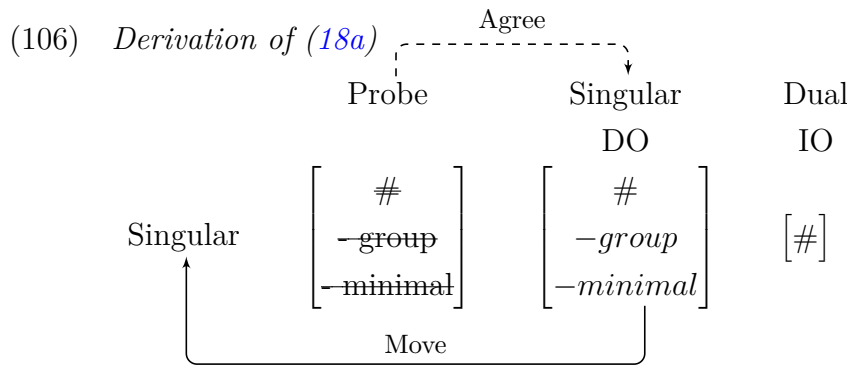 (106) Derivation of (18a)
Agree
Probe Singular Dual
DO IO
# #
Singular - group −group [#]
- minimal −minimal
Move